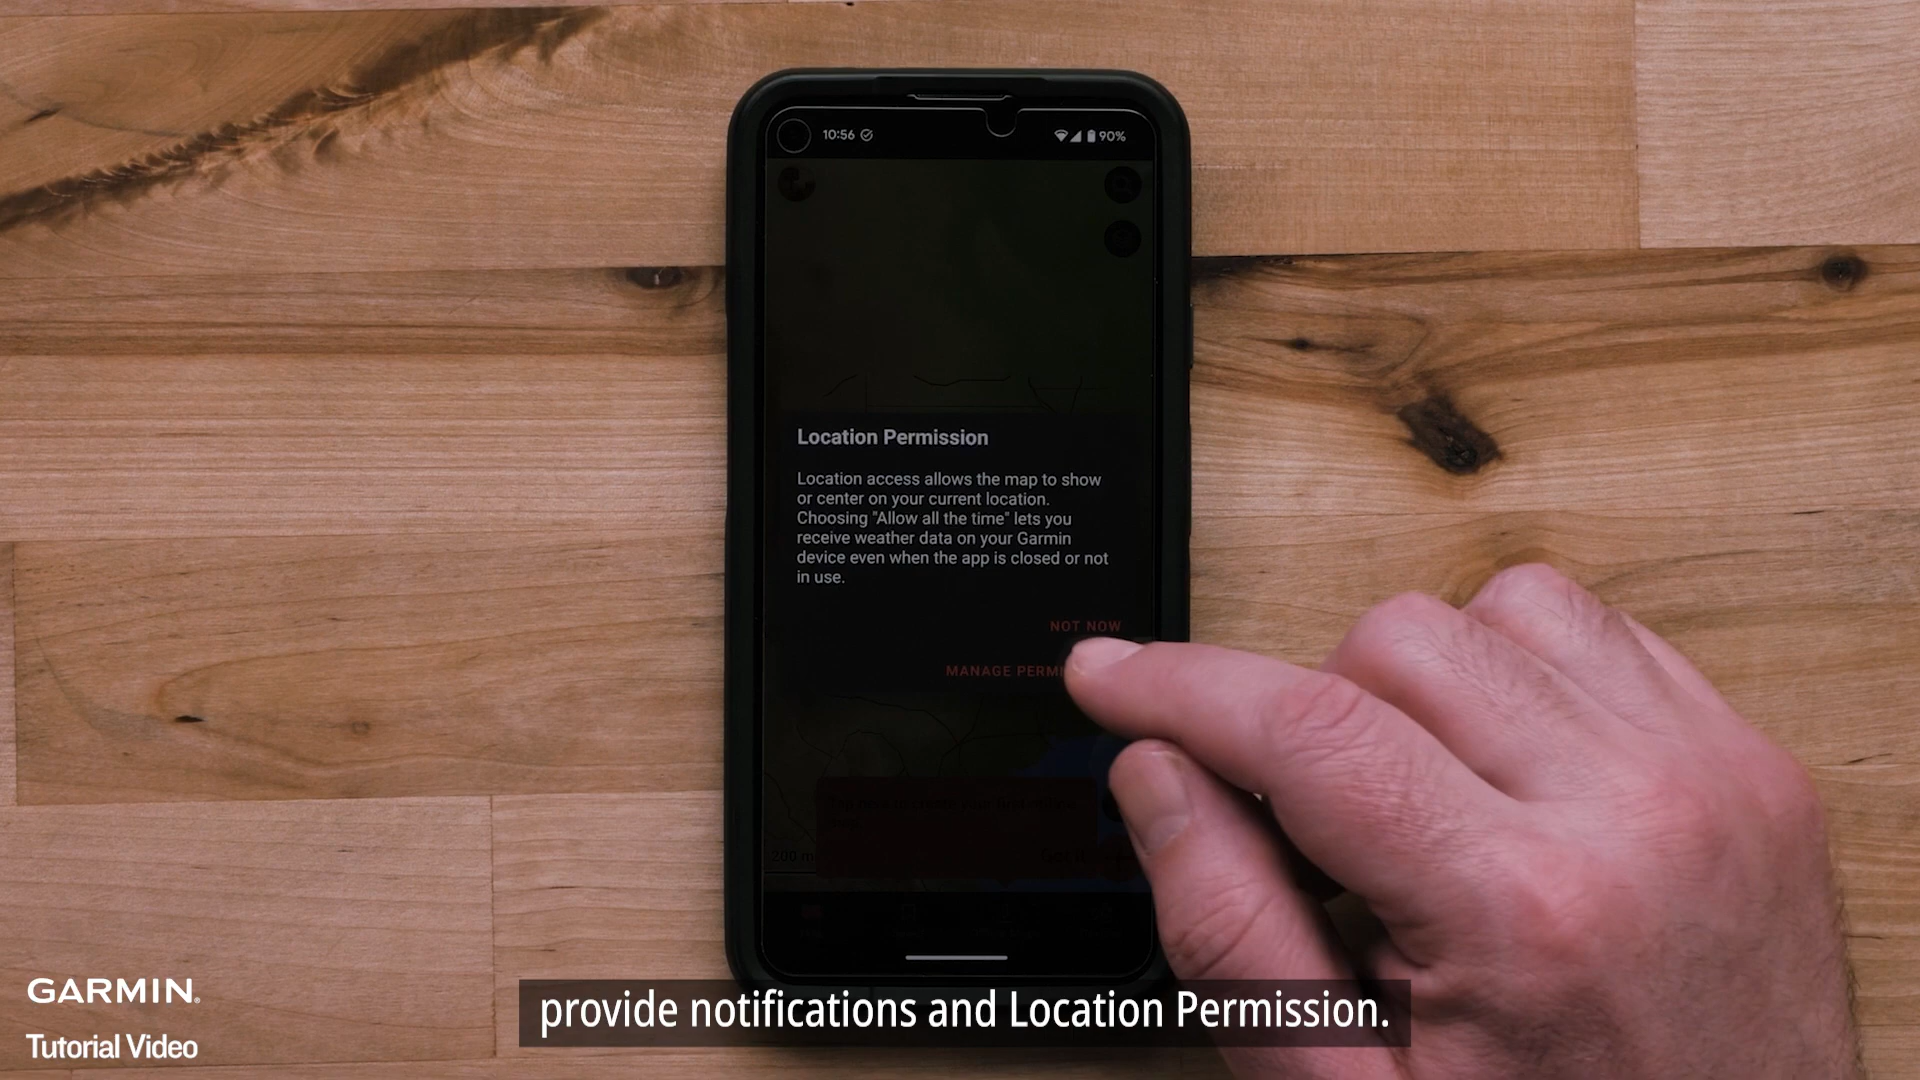 10:56
90%
Location Permission
Location access allows the map to show
or center on your current location.
Choosing "Allow all the time" lets you
receive weather data on your Garmin
device even when the app is closed or not
in use.
NOT NOW
MANAGE
200 m
provide notifications and Location Permission.
GARMIN
Tutorial Video